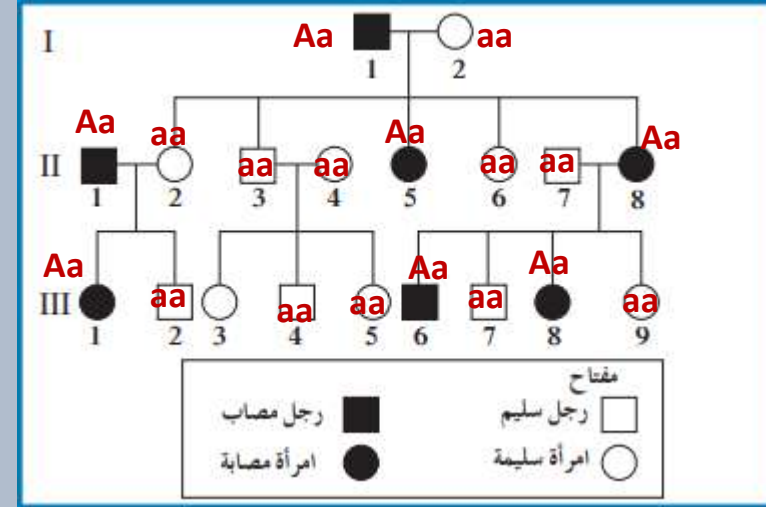 I Aa aa
1 2
Aa aa Aa Aa
II aa aa aa aa
1 2 3 4 5 6 7 8
Aa Aa Aa
III aa aa aa aa aa
1 2 3 4 5 6 7 8 9
مفتاح
رجل سليم رجل مصاب
امرأة سليمة امرأة مصابة